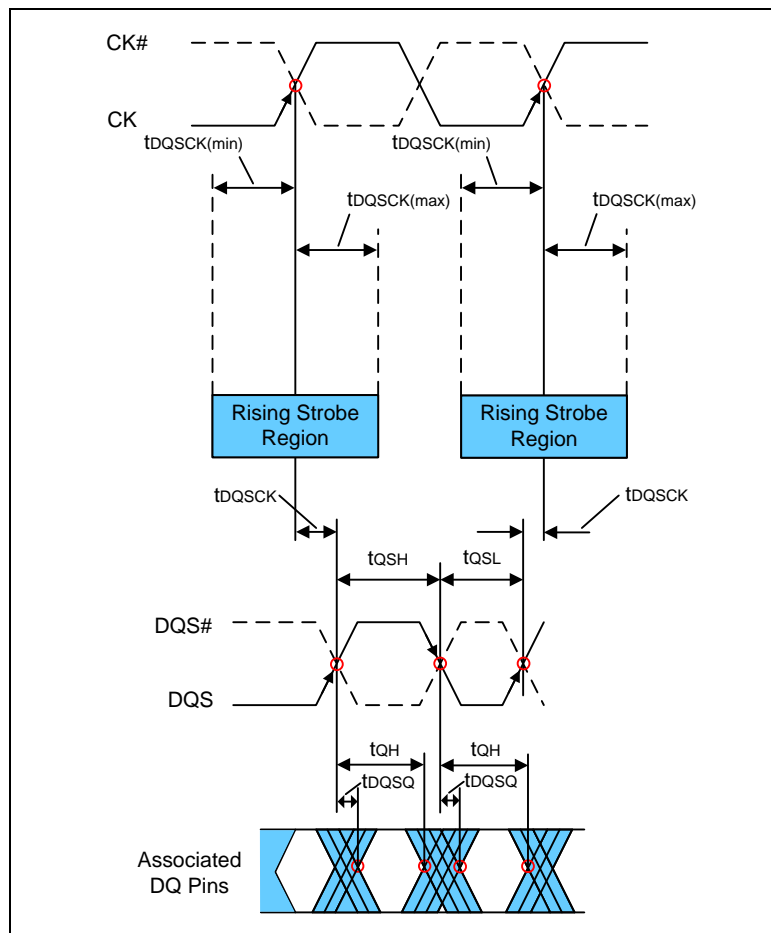 CK#
CK
tDQSCK(min)
tDQSCK(min)
tDQSCK(max)
tDQSCK(max)
Rising Strobe
Region
Rising Strobe
Region
tDQSCK
tDQSCK
tQSH
tQSL
DQS#
DQS
tQH
tQH
tDQSQ
tDQSQ
Associated
DQ Pins